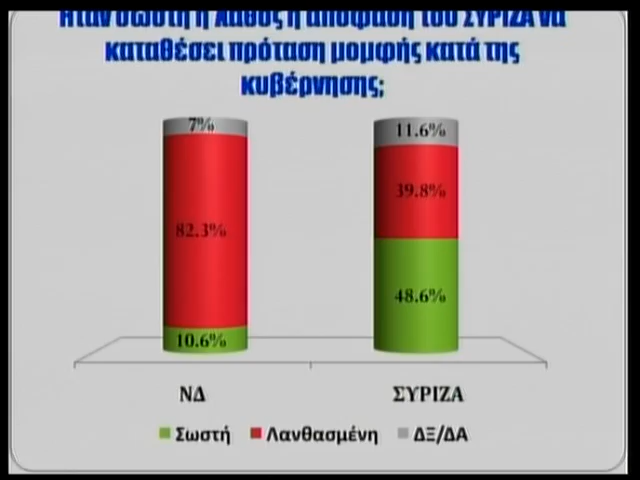 Ήταν σωστή ή λάθος η απόφαση του ΣΥΡΙΖΑ να
καταθέσει πρόταση μομφής κατά της
κυβέρνησης;
7% 11.6%
82.3% 39.8%
10.6% 48.6%
ΝΔ ΣΥΡΙΖΑ
Σωστή Λανθασμένη ΔΞ/ΔΑ